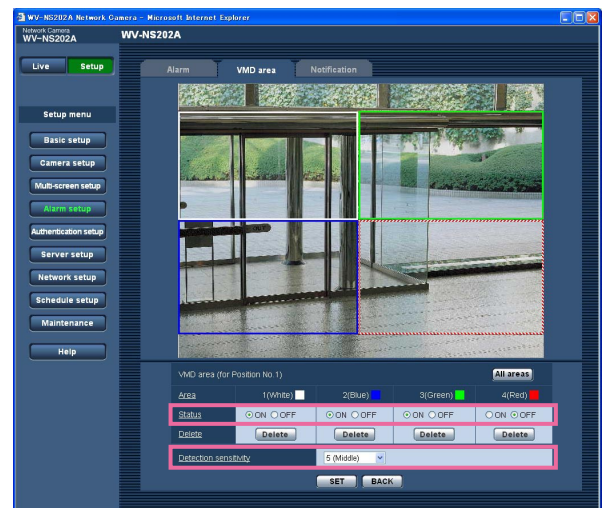 WV-NS202A Network Camera - Microsoft Internet Explorer
Network Camera
WV-NS202A
WV-NS202A
Live Setup
Alarm VMD area Notification
Setup menu
Basic setup
Camera setup
Multi-screen setup
Alarm setup
Authentication setup
Server setup
Network setup
Schedule setup
Maintenance
Help
VMD area (for Position No.1) All areas
Area 1(White) 2(Blue) 3(Green) 4(Red)
Status ON OFF ON OFF ON OFF ON OFF
Delete Delete Delete Delete Delete
Detection sensitivity 5 (Middle)
SET BACK